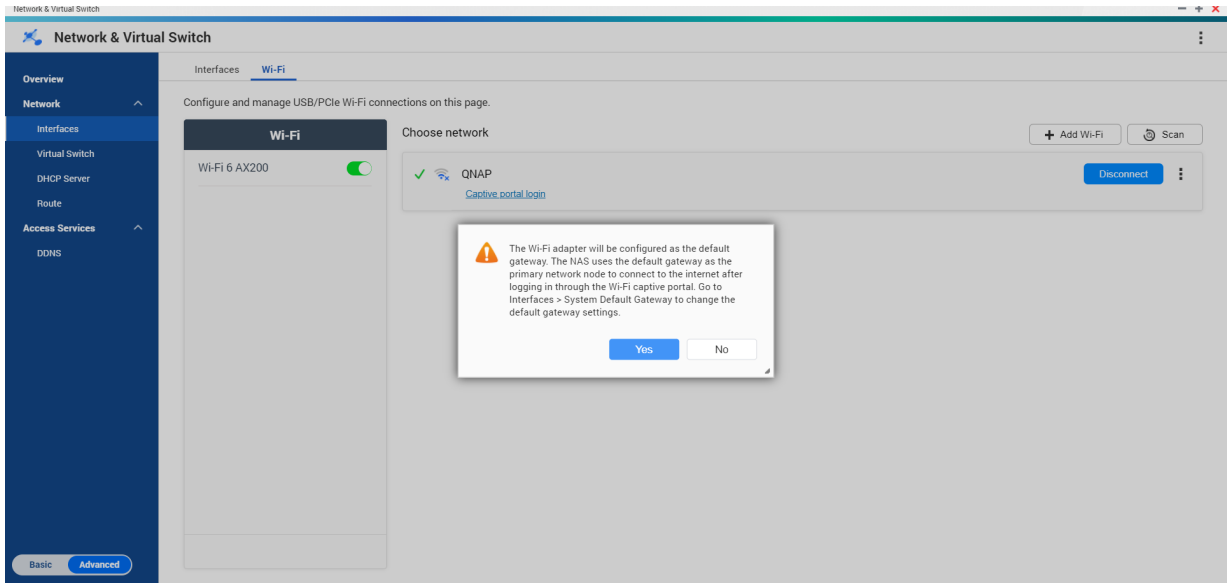 Network & Virtual Switch
Network & Virtual Switch
Overview
Network
Interfaces
Virtual Switch
DHCP Server
Route
Access Services
DDNS
Basic
Advanced
Interfaces
Wi-Fi
Configure and manage USB/PCIe Wi-Fi connections on this page.
Wi-Fi
Wi-Fi 6 AX200
Choose network
Add Wi-Fi
Scan
QNAP
Captive portal login
Disconnect
The Wi-Fi adapter will be configured as the default
gateway. The NAS uses the default gateway as the
primary network node to connect to the internet after
logging in through the Wi-Fi captive portal. Go to
Interfaces > System Default Gateway to change the
default gateway settings.
Yes
No